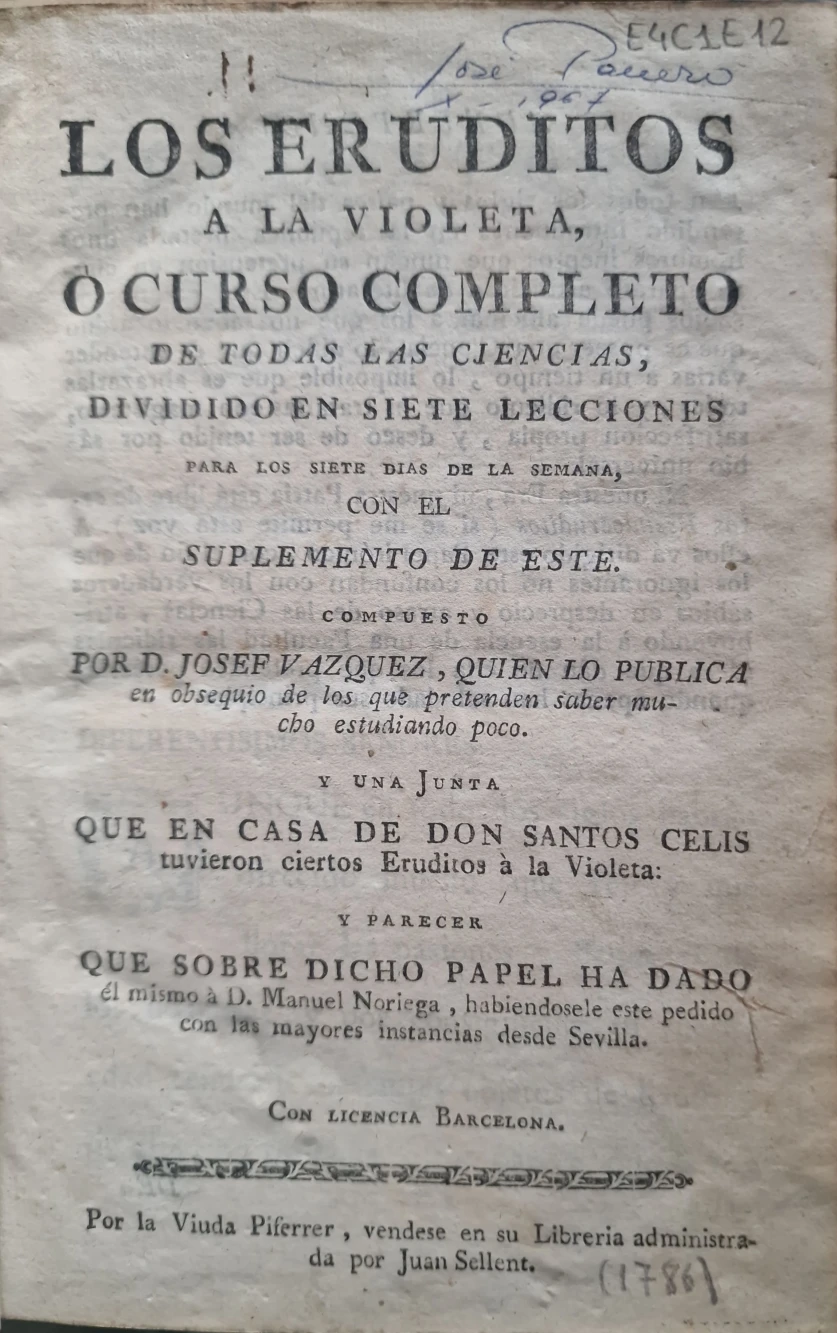 E4C1E12
José Panero
X - 1967
LOS ERUDITOS
A LA VIOLETA,
Ò CURSO COMPLETO
DE TODAS LAS CIENCIAS,
DIVIDIDO EN SIETE LECCIONES
PARA LOS SIETE DIAS DE LA SEMANA,
CON EL
SUPLEMENTO DE ESTE.
COMPUESTO
POR D. JOSEF VAZQUEZ, QUIEN LO PUBLICA
en obsequio de los que pretenden saber mu-
cho estudiando poco.
Y UNA JUNTA
QUE EN CASA DE DON SANTOS CELIS
tuvieron ciertos Eruditos à la Violeta:
Y PARECER
QUE SOBRE DICHO PAPEL HA DADO
él mismo à D. Manuel Noriega, habiendosele este pedido
con las mayores instancias desde Sevilla.
CON LICENCIA BARCELONA.
Por la Viuda Piferrer, vendese en su Libreria administra-
da por Juan Sellent.
(1786)